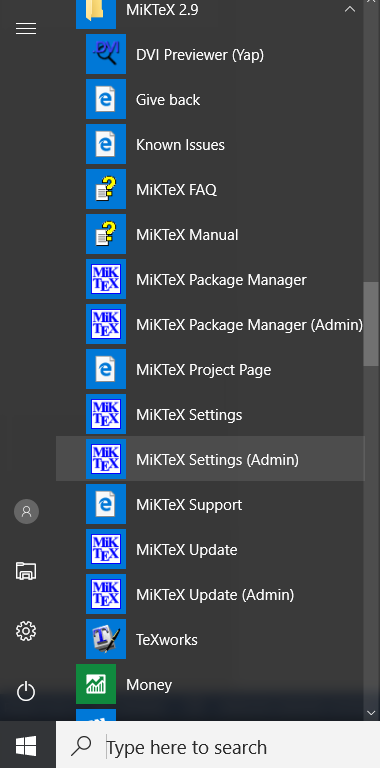 MiKTeX 2.9
DVI Previewer (Yap)
Give back
Known Issues
MiKTeX FAQ
MiKTeX Manual
MiKTeX Package Manager
MiKTeX Package Manager (Admin)
MiKTeX Project Page
MiKTeX Settings
MiKTeX Settings (Admin)
MiKTeX Support
MiKTeX Update
MiKTeX Update (Admin)
TeXworks
Money
Type here to search